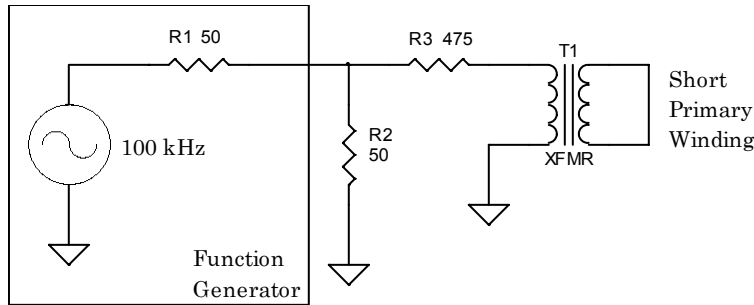 R1 50
R3 475
T1
Short
Primary
Winding
R2
50
100 kHz
XFMR
Function
Generator